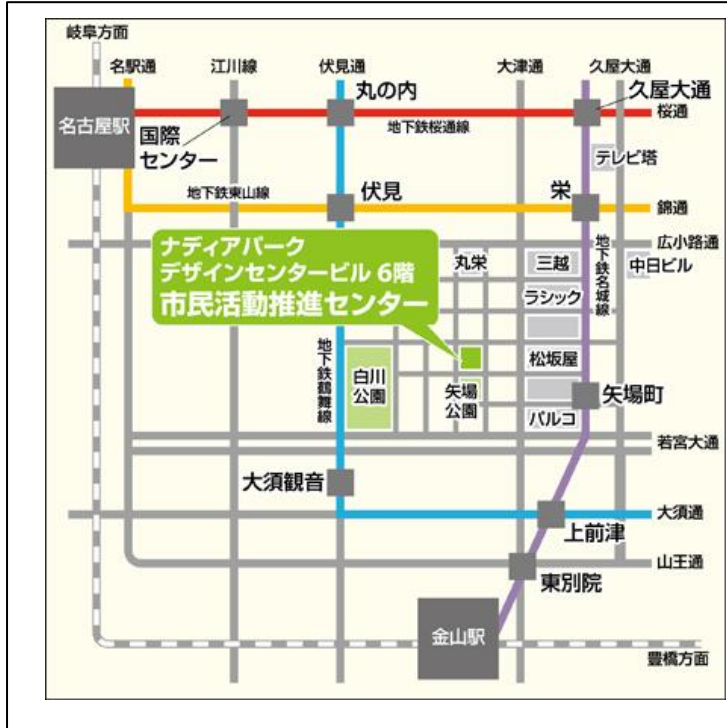 岐阜方面
名駅通
江川線
伏見通
大津通
久屋大通
名古屋駅
国際
センター
丸の内
地下鉄桜通線
久屋大通
桜通
テレビ塔
地下鉄東山線
伏見
栄
錦通
広小路通
ナディアパーク
デザインセンタービル 6階
市民活動推進センター
丸栄
三越
地下鉄名城線
中日ビル
ラシック
地下鉄鶴舞線
白川
公園
矢場
公園
松坂屋
矢場町
パルコ
若宮大通
大須観音
大須通
上前津
山王通
東別院
金山駅
豊橋方面